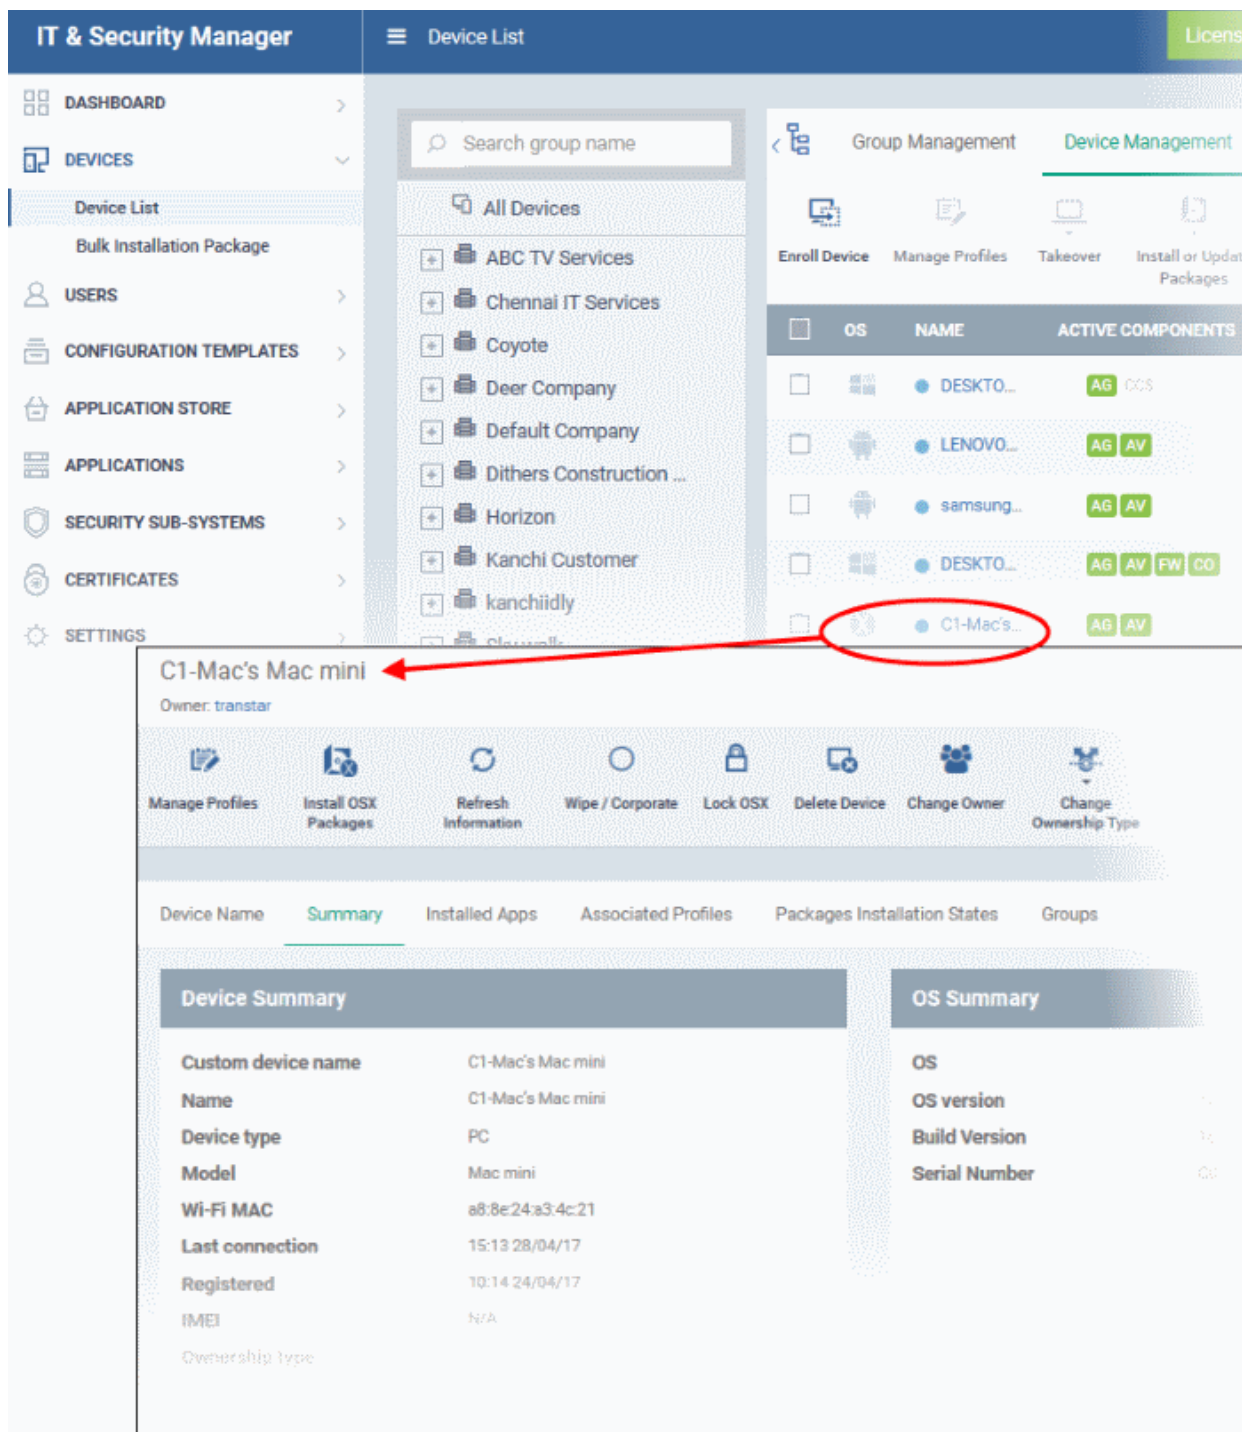 IT & Security Manager
Device List
Licens
DASHBOARD
DEVICES
Device List
Bulk Installation Package
USERS
CONFIGURATION TEMPLATES
APPLICATION STORE
APPLICATIONS
SECURITY SUB-SYSTEMS
CERTIFICATES
SETTINGS
Search group name
All Devices
ABC TV Services
Chennai IT Services
Coyote
Deer Company
Default Company
Dithers Construction ...
Horizon
Kanchi Customer
kanchiidly
Group Management
Device Management
Enroll Device
Manage Profiles
Takeover
Install or Updat
Packages
OS NAME ACTIVE COMPONENTS
DESKTO... AG CCS
LENOVO... AG AV
samsung... AG AV
DESKTO... AG AV FW CO
C1-Mac's... AG AV
C1-Mac's Mac mini
Owner: transtar
Manage Profiles
Install OSX
Packages
Refresh
Information
Wipe / Corporate
Lock OSX
Delete Device
Change Owner
Change
Ownership Type
Device Name Summary Installed Apps Associated Profiles Packages Installation States Groups
Device Summary
Custom device name C1-Mac's Mac mini
Name C1-Mac's Mac mini
Device type PC
Model Mac mini
Wi-Fi MAC a8:8e:24:a3:4c:21
Last connection 15:13 28/04/17
Registered 10:14 24/04/17
IMEI N/A
Ownership type
OS Summary
OS
OS version
Build Version
Serial Number